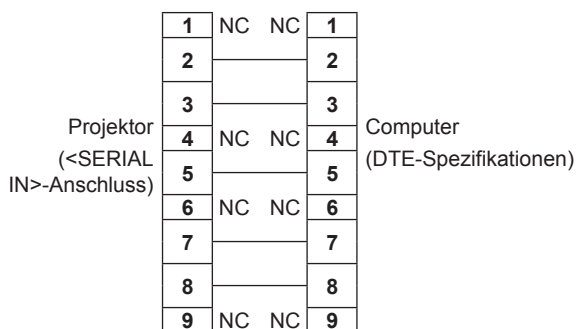 1 NC NC 1
2 2
3 3
Projektor
(<SERIAL
IN>-Anschluss)
4 NC NC 4
Computer
(DTE-Spezifikationen)
5 5
6 NC NC 6
7 7
8 8
9 NC NC 9